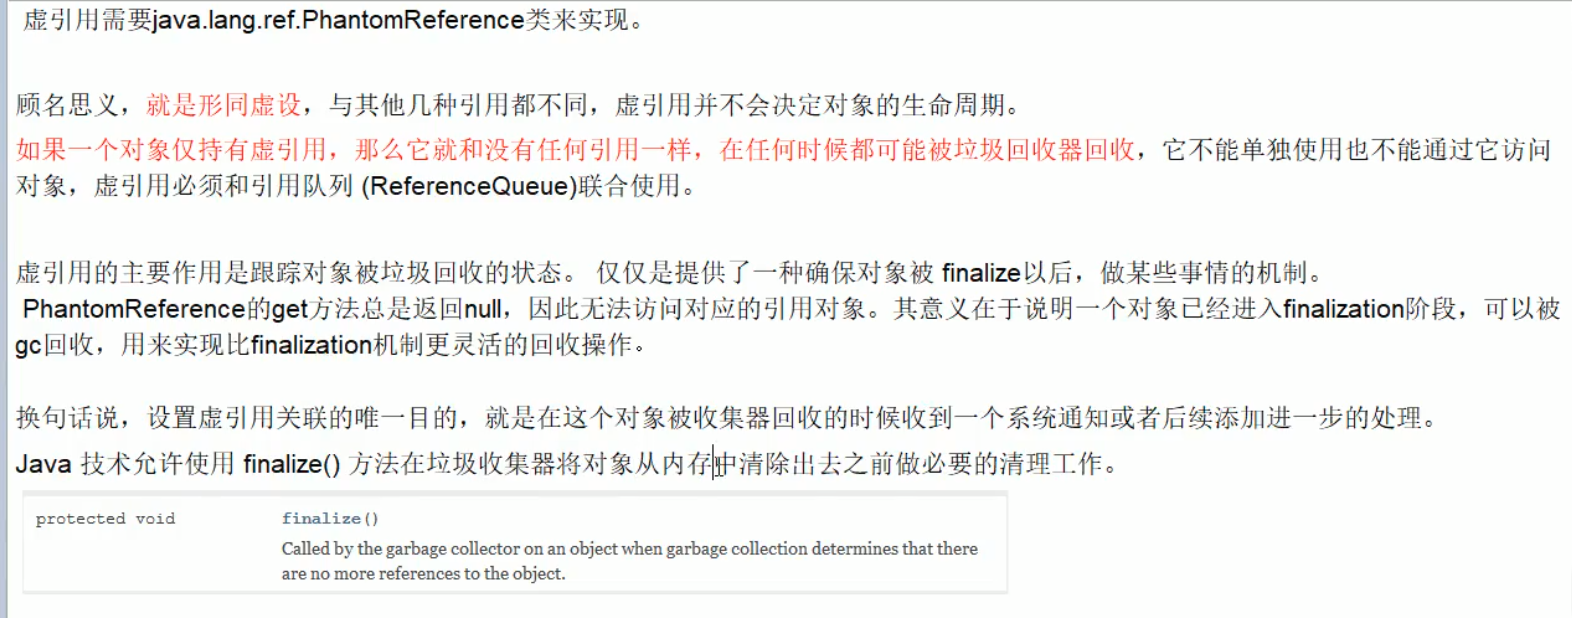 虚引用需要java.lang.ref.PhantomReference类来实现。
顾名思义，就是形同虚设，与其他几种引用都不同，虚引用并不会决定对象的生命周期。
如果一个对象仅持有虚引用，那么它就和没有任何引用一样，在任何时候都可能被垃圾回收器回收，它不能单独使用也不能通过它访问
对象，虚引用必须和引用队列 (ReferenceQueue)联合使用。
虚引用的主要作用是跟踪对象被垃圾回收的状态。 仅仅是提供了一种确保对象被 finalize以后，做某些事情的机制。
PhantomReference的get方法总是返回null，因此无法访问对应的引用对象。其意义在于说明一个对象已经进入finalization阶段，可以被
gc回收，用来实现比finalization机制更灵活的回收操作。
换句话说，设置虚引用关联的唯一目的，就是在这个对象被收集器回收的时候收到一个系统通知或者后续添加进一步的处理。
Java 技术允许使用 finalize() 方法在垃圾收集器将对象从内存中清除出去之前做必要的清理工作。
protected void finalize()
Called by the garbage collector on an object when garbage collection determines that there
are no more references to the object.